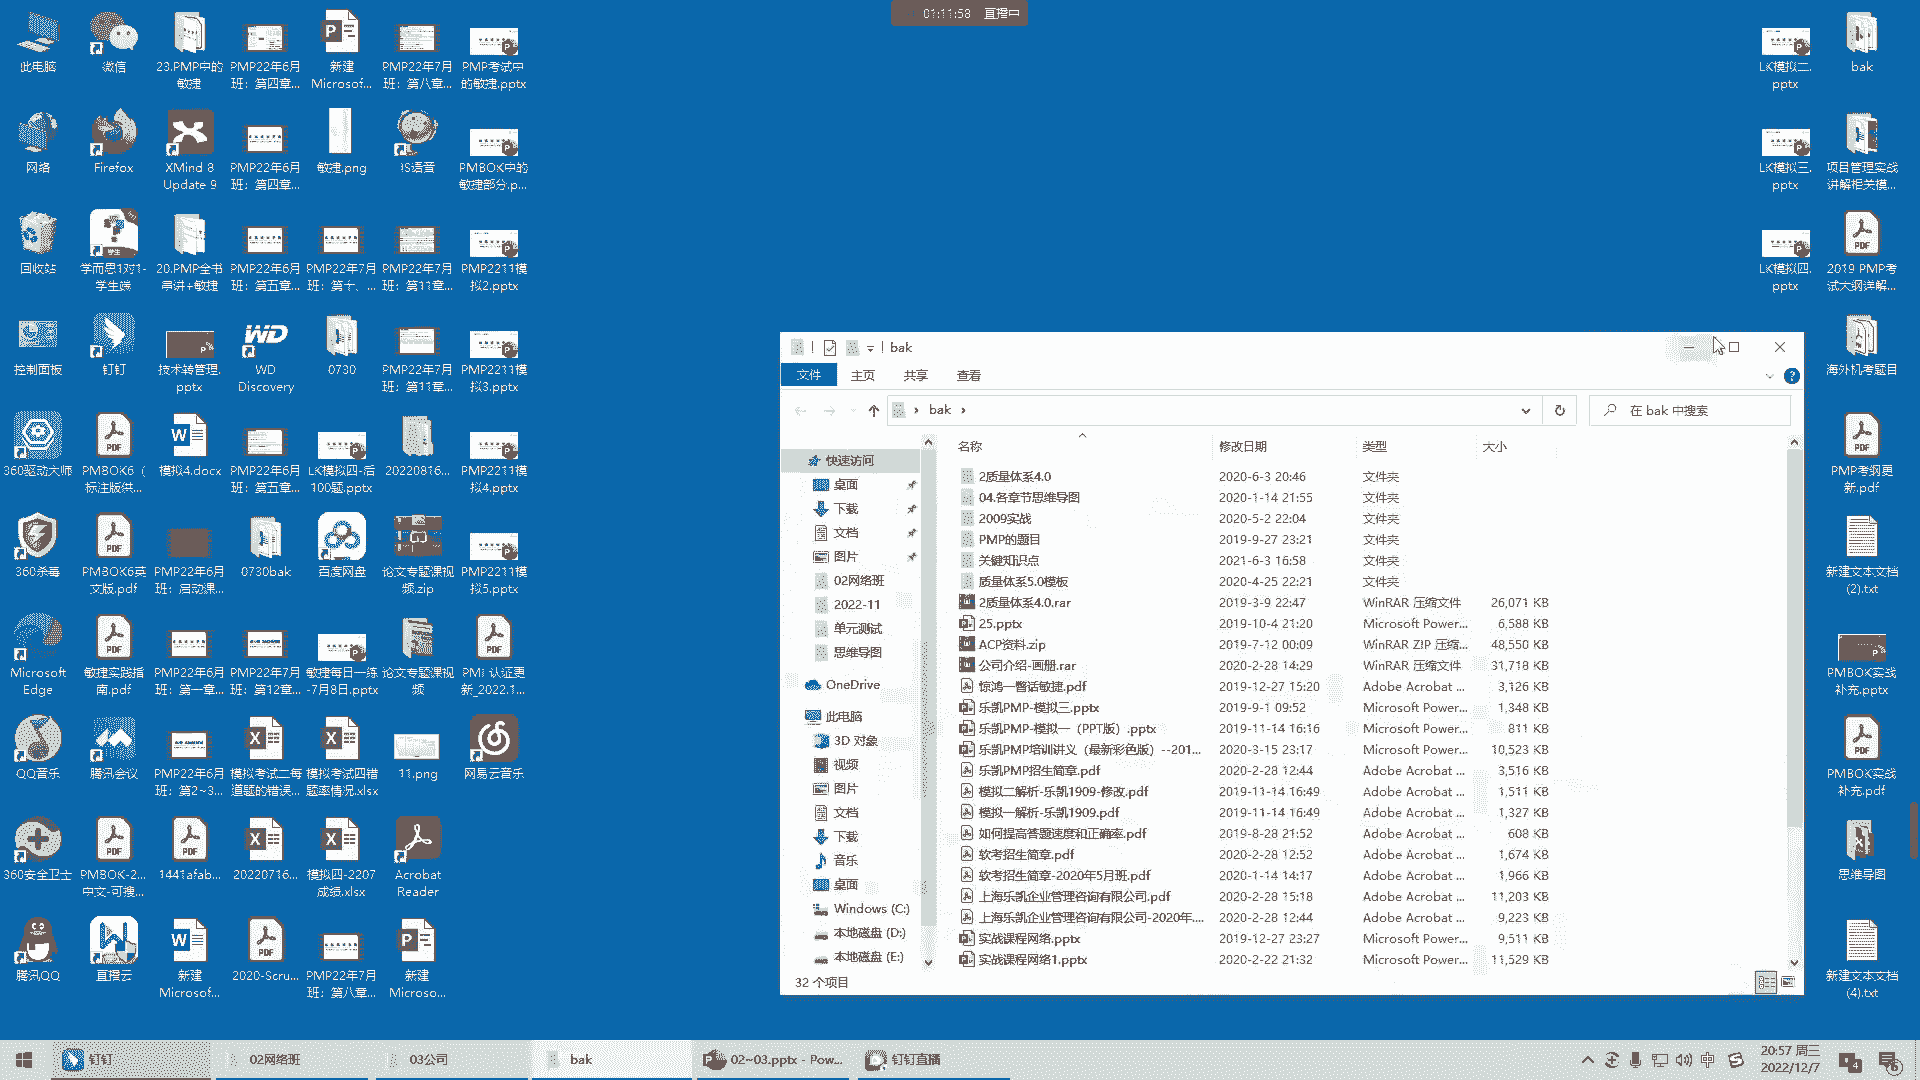 01:11:58 直播中
此电脑
微信
23.PMP中的
敏捷
PMP22年6月
班：第四章...
新建
Microsof...
PMP22年7月
班：第八章...
PMP考试中
的敏捷.pptx
LK模拟二.
pptx
bak
网络
Firefox
XMind 8
Update 9
PMP22年6月
班：第四章...
敏捷.png
IS语音
PMBOK中的
敏捷部分.p...
LK模拟三.
pptx
项目管理实战
讲解相关模...
回收站
学而思1对1-
学生端
20.PMP全书
串讲+敏捷
PMP22年6月
班：第五章...
PMP22年7月
班：第十、...
PMP22年7月
班：第11章...
PMP2211模
拟2.pptx
LK模拟四.
pptx
2019 PMP考
试大纲详解...
控制面板
钉钉
技术转管理.
pptx
WD
Discovery
0730
PMP22年7月
班：第11章...
PMP2211模
拟3.pptx
海外机考题目
360驱动大师
PMBOK6（
标注版供...
模拟4.docx
PMP22年6月
班：第五章...
LK模拟四-后
100题.pptx
20220816...
PMP2211模
拟4.pptx
PMP考纲更
新.pdf
360杀毒
PMBOK6英
文版.pdf
PMP22年6月
班：启动课...
0730bak
百度网盘
论文专题课视
频.zip
PMP2211模
拟5.pptx
新建文本文档
(2).txt
Microsoft
Edge
敏捷实践指
南.pdf
PMP22年6月
班：第一章...
PMP22年7月
班：第12章...
敏捷每日一练
-7月8日.pptx
论文专题课视
频
PMI 认证更
新_2022.1...
PMBOK实战
补充.pptx
QQ音乐
腾讯会议
PMP22年6月
班：第2~3...
模拟考试二每
道题的错误...
模拟考试四错
题率情况.xlsx
11.png
网易云音乐
PMBOK实战
补充.pdf
360安全卫士
PMBOK-2...
中文-可搜...
1441afab...
20220716...
模拟四-2207
成绩.xlsx
Acrobat
Reader
思维导图
腾讯QQ
直播云
新建
Microsof...
2020-Scru...
PMP22年7月
班：第八章...
新建
Microso...
新建文本文档
(4).txt
bak
文件 主页 共享 查看
bak
在 bak 中搜索
名称 修改日期 类型 大小
快速访问
桌面
下载
文档
图片
02网络班
2022-11
单元测试
思维导图
OneDrive
此电脑
3D 对象
视频
图片
文档
下载
音乐
桌面
Windows (C:)
本地磁盘 (D:)
本地磁盘 (E:)
2质量体系4.0 2020-6-3 20:46 文件夹
04.各章节思维导图 2020-1-14 21:55 文件夹
2009实战 2020-5-2 22:04 文件夹
PMP的题目 2019-9-27 23:21 文件夹
关键知识点 2021-6-3 16:58 文件夹
质量体系5.0模板 2020-4-25 22:21 文件夹
2质量体系4.0.rar 2019-3-9 22:47 WinRAR 压缩文件 26,071 KB
25.pptx 2019-10-4 21:20 Microsoft Power... 6,588 KB
ACP资料.zip 2019-7-12 00:09 WinRAR ZIP 压缩... 48,550 KB
公司介绍-画册.rar 2020-2-28 14:29 WinRAR 压缩文件 31,718 KB
惊鸿一瞥话敏捷.pdf 2019-12-27 15:20 Adobe Acrobat ... 3,126 KB
乐凯PMP-模拟三.pptx 2019-9-1 09:52 Microsoft Power... 1,348 KB
乐凯PMP-模拟一（PPT版）.pptx 2019-11-14 16:16 Microsoft Power... 811 KB
乐凯PMP培训讲义（最新彩色版）--201... 2020-3-15 23:17 Microsoft Power... 10,523 KB
乐凯PMP招生简章.pdf 2020-2-28 12:44 Adobe Acrobat ... 3,516 KB
模拟二解析-乐凯1909-修改.pdf 2019-11-14 16:49 Adobe Acrobat ... 1,511 KB
模拟一解析-乐凯1909.pdf 2019-11-14 16:49 Adobe Acrobat ... 1,327 KB
如何提高答题速度和正确率.pdf 2019-8-28 21:52 Adobe Acrobat ... 608 KB
软考招生简章.pdf 2020-2-28 12:52 Adobe Acrobat ... 1,674 KB
软考招生简章-2020年5月班.pdf 2020-1-14 14:17 Adobe Acrobat ... 1,966 KB
上海乐凯企业管理咨询有限公司.pdf 2020-2-28 15:18 Adobe Acrobat ... 11,203 KB
上海乐凯企业管理咨询有限公司-2020年.... 2020-2-28 12:44 Adobe Acrobat ... 9,223 KB
实战课程网络.pptx 2019-12-27 23:27 Microsoft Power... 9,511 KB
实战课程网络1.pptx 2020-2-22 21:32 Microsoft Power... 11,529 KB
32 个项目
钉钉 02网络班 03公司 bak 02~03.pptx - Pow... 钉钉直播
中
20:57 周三
2022/12/7